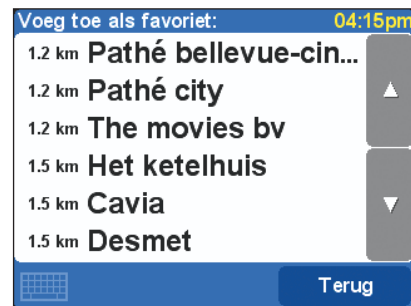 Voeg toe als favoriet: 04:15pm
1.2 km Pathé bellevue-cin...
1.2 km Pathé city
1.2 km The movies bv
1.5 km Het ketelhuis
1.5 km Cavia
1.5 km Desmet
Terug